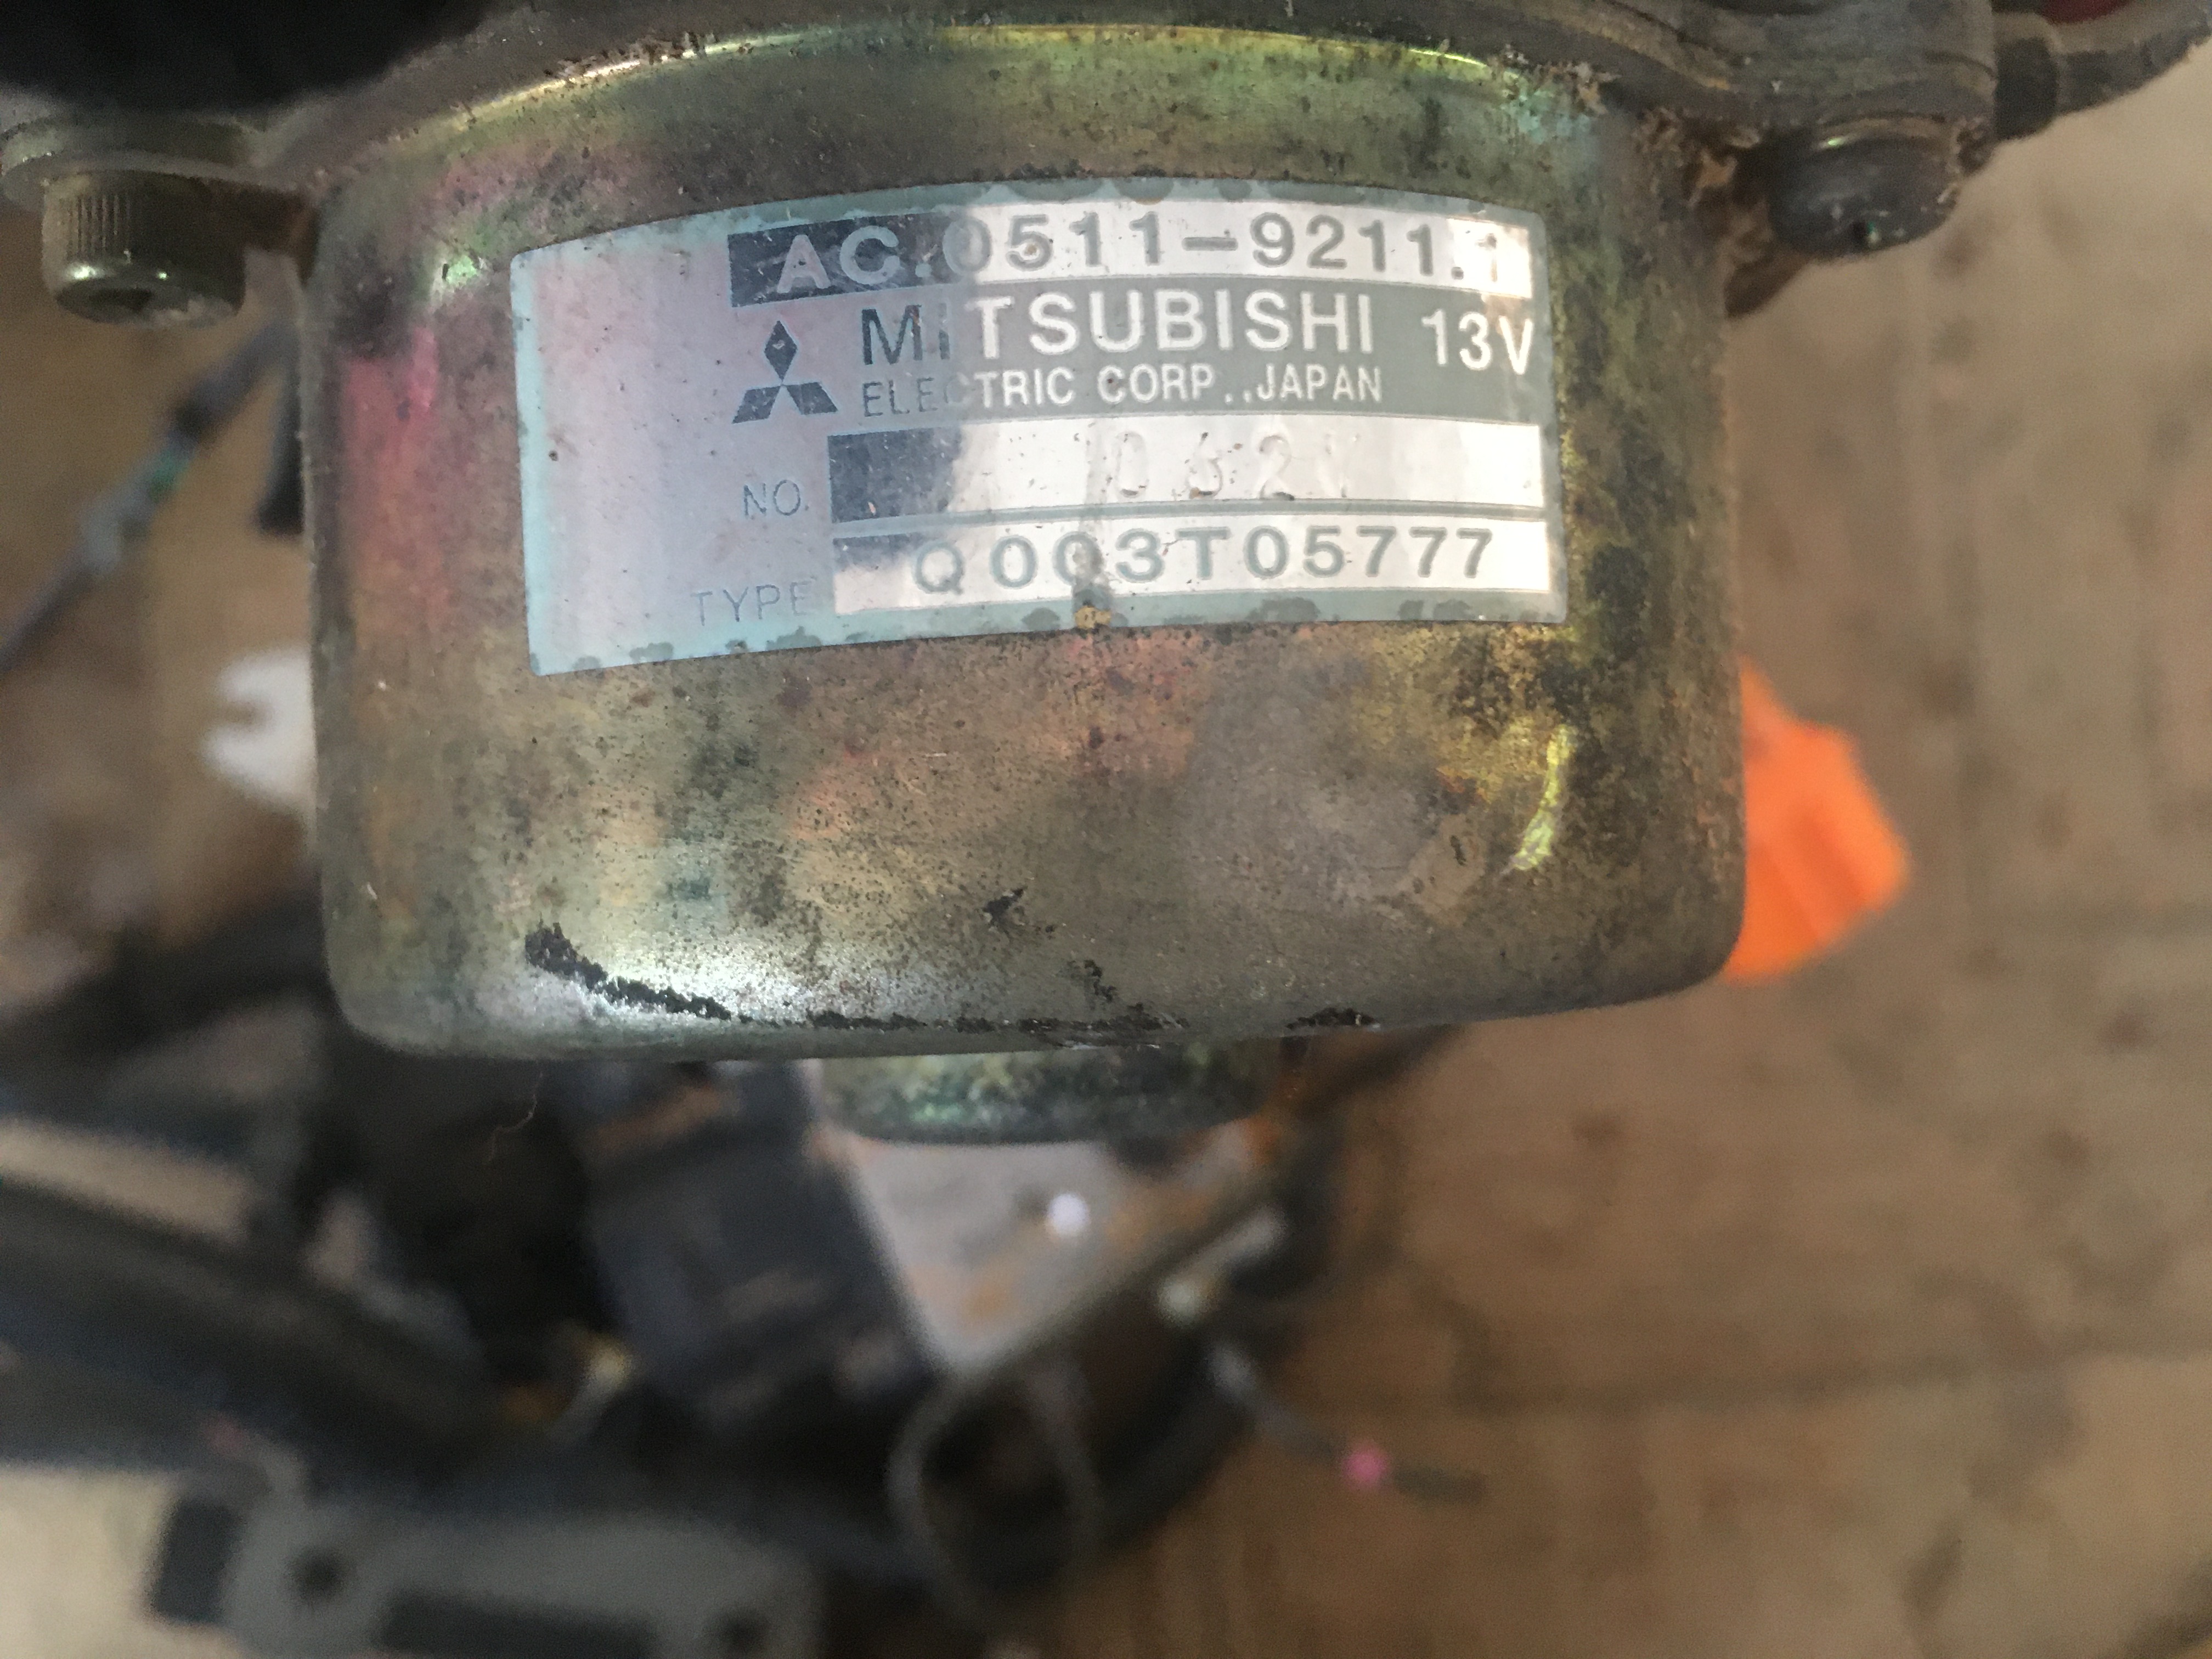 AC.0511-9211.1
MITSUBISHI 13V
ELECTRIC CORP.,JAPAN
NO.
TYPE Q003T05777